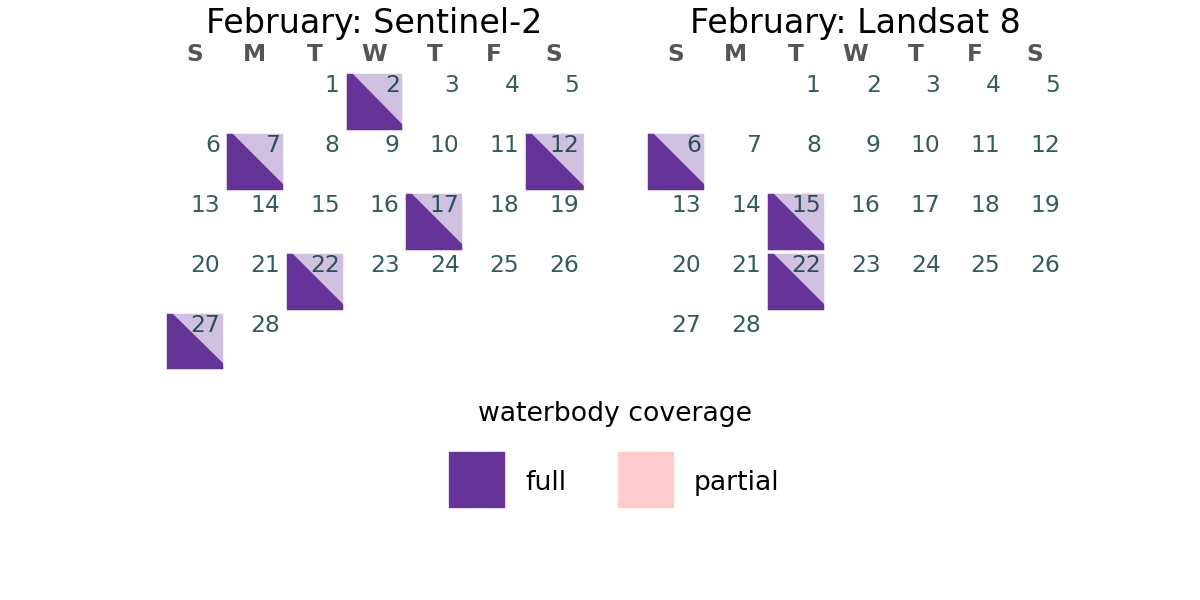 February: Sentinel-2
S M T W T F S
1 2 3 4 5
6 7 8 9 10 11 12
13 14 15 16 17 18 19
20 21 22 23 24 25 26
27 28
February: Landsat 8
S M T W T F S
1 2 3 4 5
6 7 8 9 10 11 12
13 14 15 16 17 18 19
20 21 22 23 24 25 26
27 28
waterbody coverage
full partial